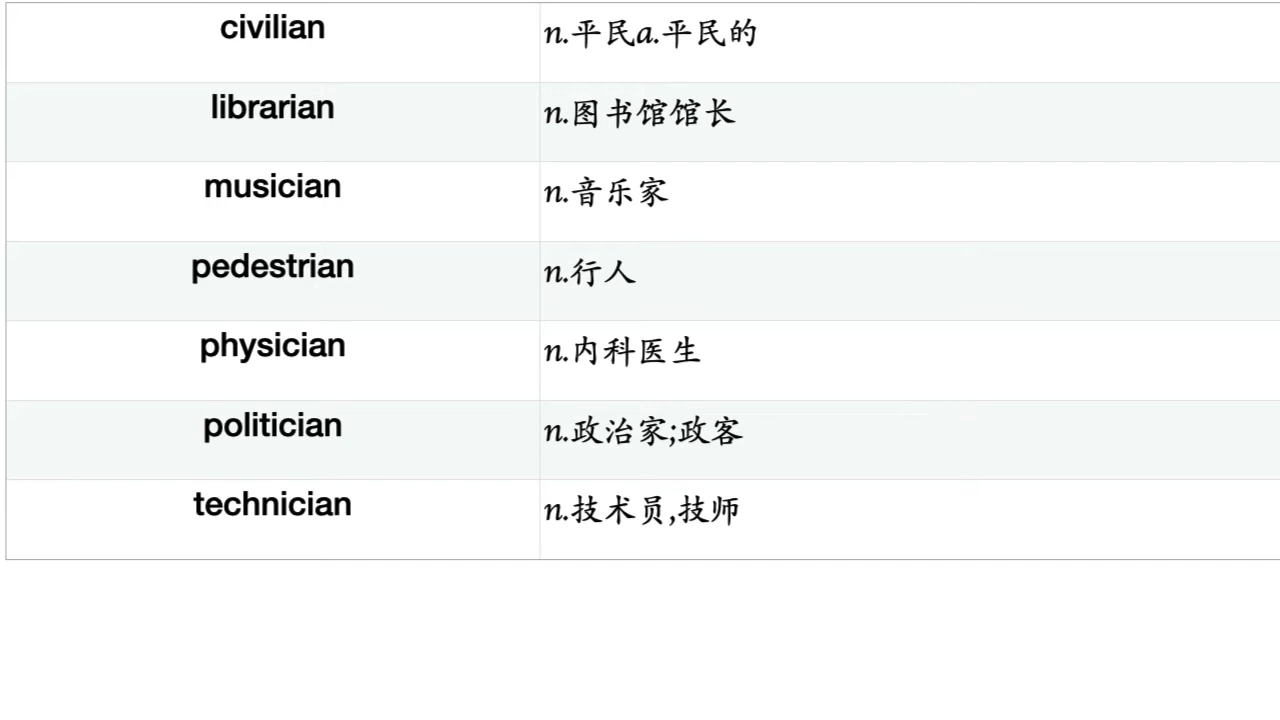 civilian n.平民a.平民的
librarian n.图书馆馆长
musician n.音乐家
pedestrian n.行人
physician n.内科医生
politician n.政治家;政客
technician n.技术员,技师